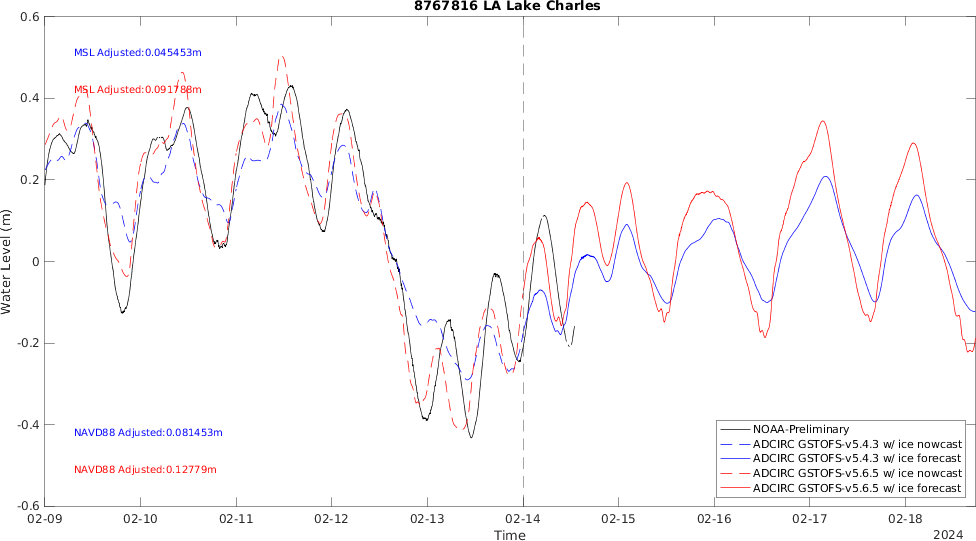 8767816 LA Lake Charles
0.6
MSL Adjusted:0.045453m
MSL Adjusted:0.091788m
0.4
0.2
0
-0.2
-0.4
-0.6
Water Level (m)
NAVD88 Adjusted:0.081453m
NAVD88 Adjusted:0.12779m
NOAA-Preliminary
ADCIRC GSTOFS-v5.4.3 w/ ice nowcast
ADCIRC GSTOFS-v5.4.3 w/ ice forecast
ADCIRC GSTOFS-v5.6.5 w/ ice nowcast
ADCIRC GSTOFS-v5.6.5 w/ ice forecast
02-09 02-10 02-11 02-12 02-13 02-14 02-15 02-16 02-17 02-18
Time
2024